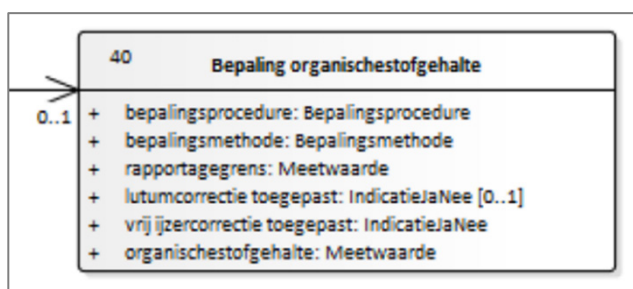 40 Bepaling organischestofgehalte
0..1
+ bepalingsprocedure: Bepalingsprocedure
+ bepalingsmethode: Bepalingsmethode
+ rapportagegrens: Meetwaarde
+ lutumcorrectie toegepast: IndicatieJaNee [0..1]
+ vrij ijzercorrectie toegepast: IndicatieJaNee
+ organischestofgehalte: Meetwaarde